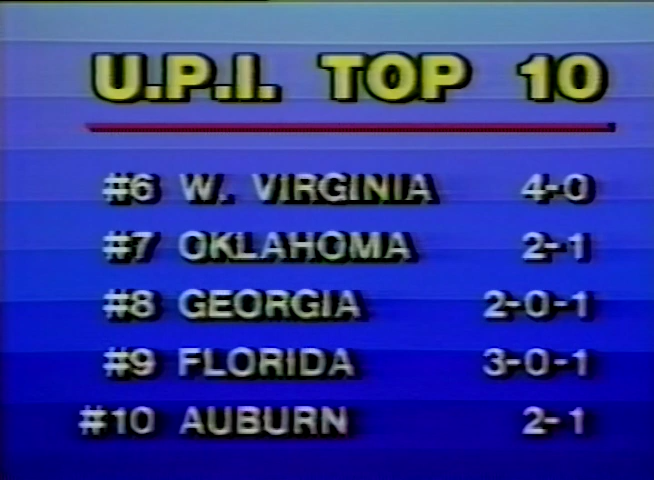 U.P.I. TOP 10
#6 W. VIRGINIA 4-0
#7 OKLAHOMA 2-1
#8 GEORGIA 2-0-1
#9 FLORIDA 3-0-1
#10 AUBURN 2-1